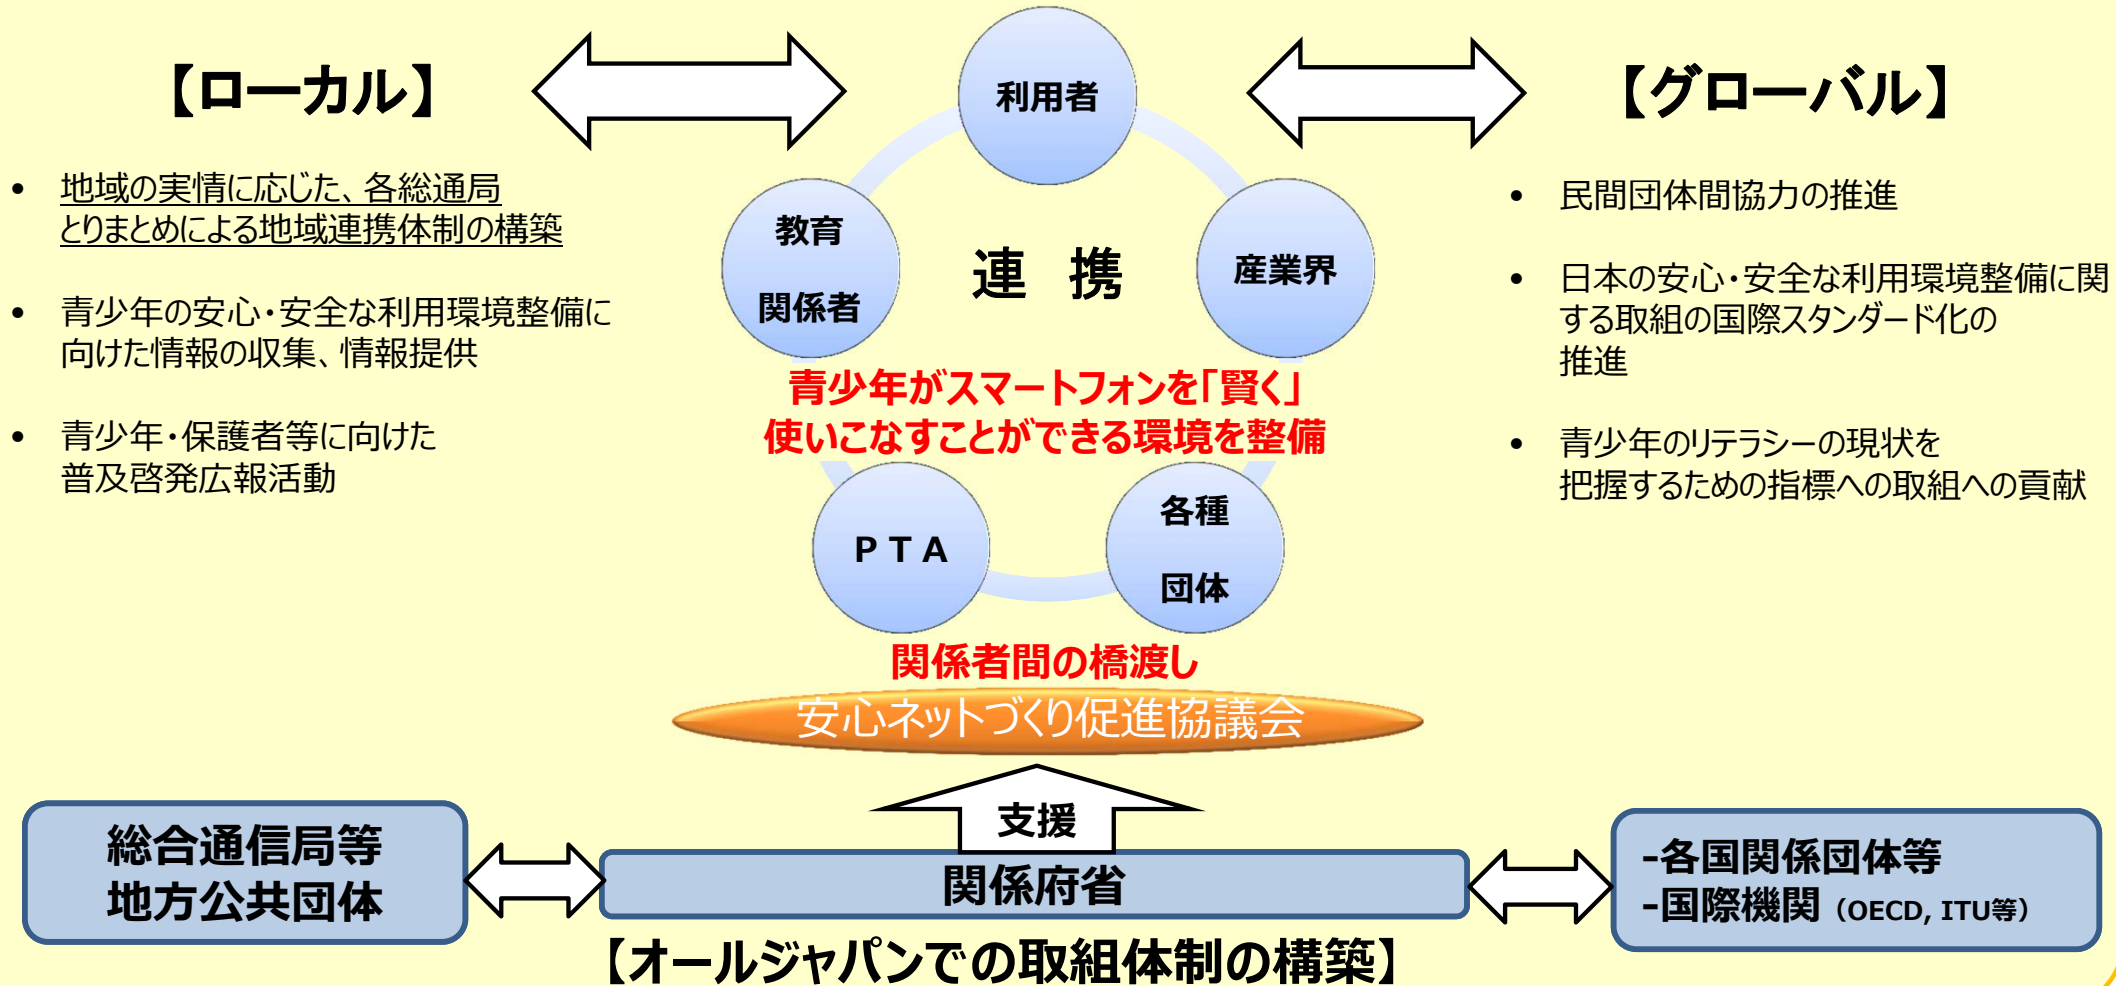 【ローカル】
• 地域の実情に応じた、各総通局
とりまとめによる地域連携体制の構築
• 青少年の安心・安全な利用環境整備に
向けた情報の収集、情報提供
• 青少年・保護者等に向けた
普及啓発広報活動
利用者
教育
関係者
連 携
産業界
青少年がスマートフォンを「賢く」
使いこなすことができる環境を整備
PTA
各種
団体
関係者間の橋渡し
安心ネットづくり促進協議会
【グローバル】
• 民間団体間協力の推進
• 日本の安心・安全な利用環境整備に関
する取組の国際スタンダード化の
推進
• 青少年のリテラシーの現状を
把握するための指標への取組への貢献
支援
総合通信局等
地方公共団体
関係府省
-各国関係団体等
-国際機関（OECD, ITU等）
【オールジャパンでの取組体制の構築】